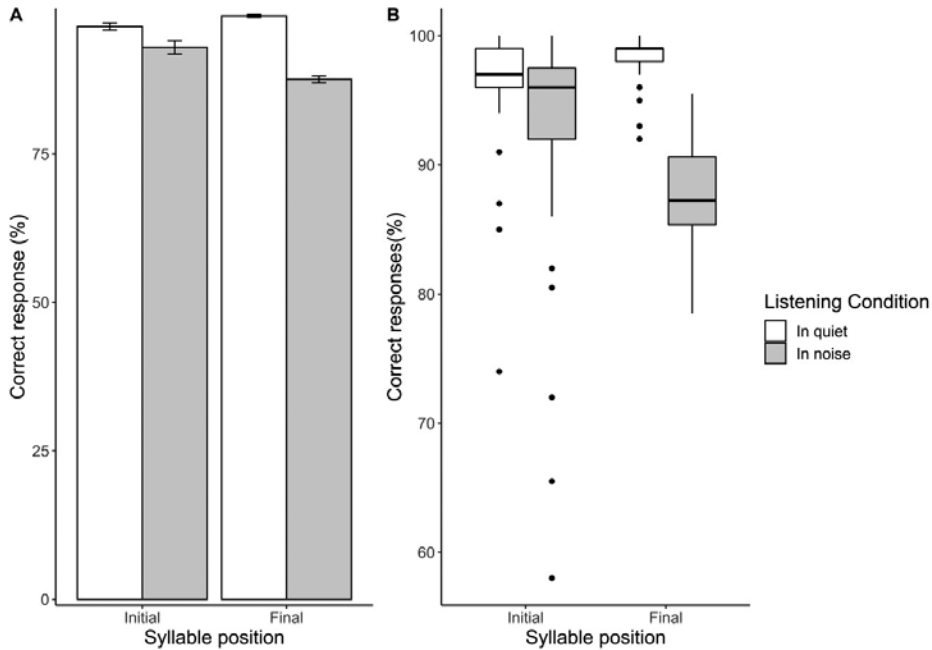 A
Correct response (%)
75
50
25
0
Initial
Final
Syllable position
B
Correct responses(%)
100
90
80
70
60
Initial
Final
Syllable position
Listening Condition
In quiet
In noise